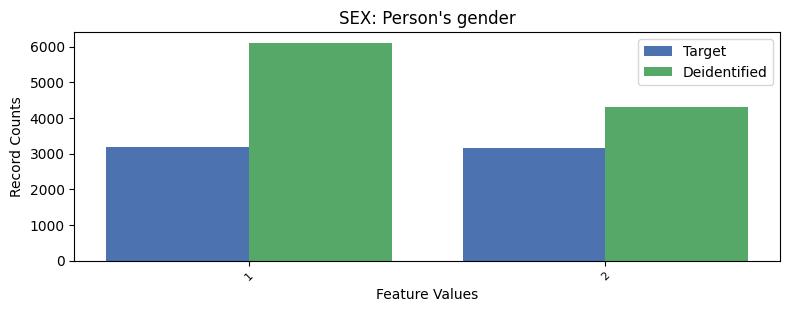 SEX: Person's gender
Target
Deidentified
Record Counts
6000
5000
4000
3000
2000
1000
0
1
2
Feature Values